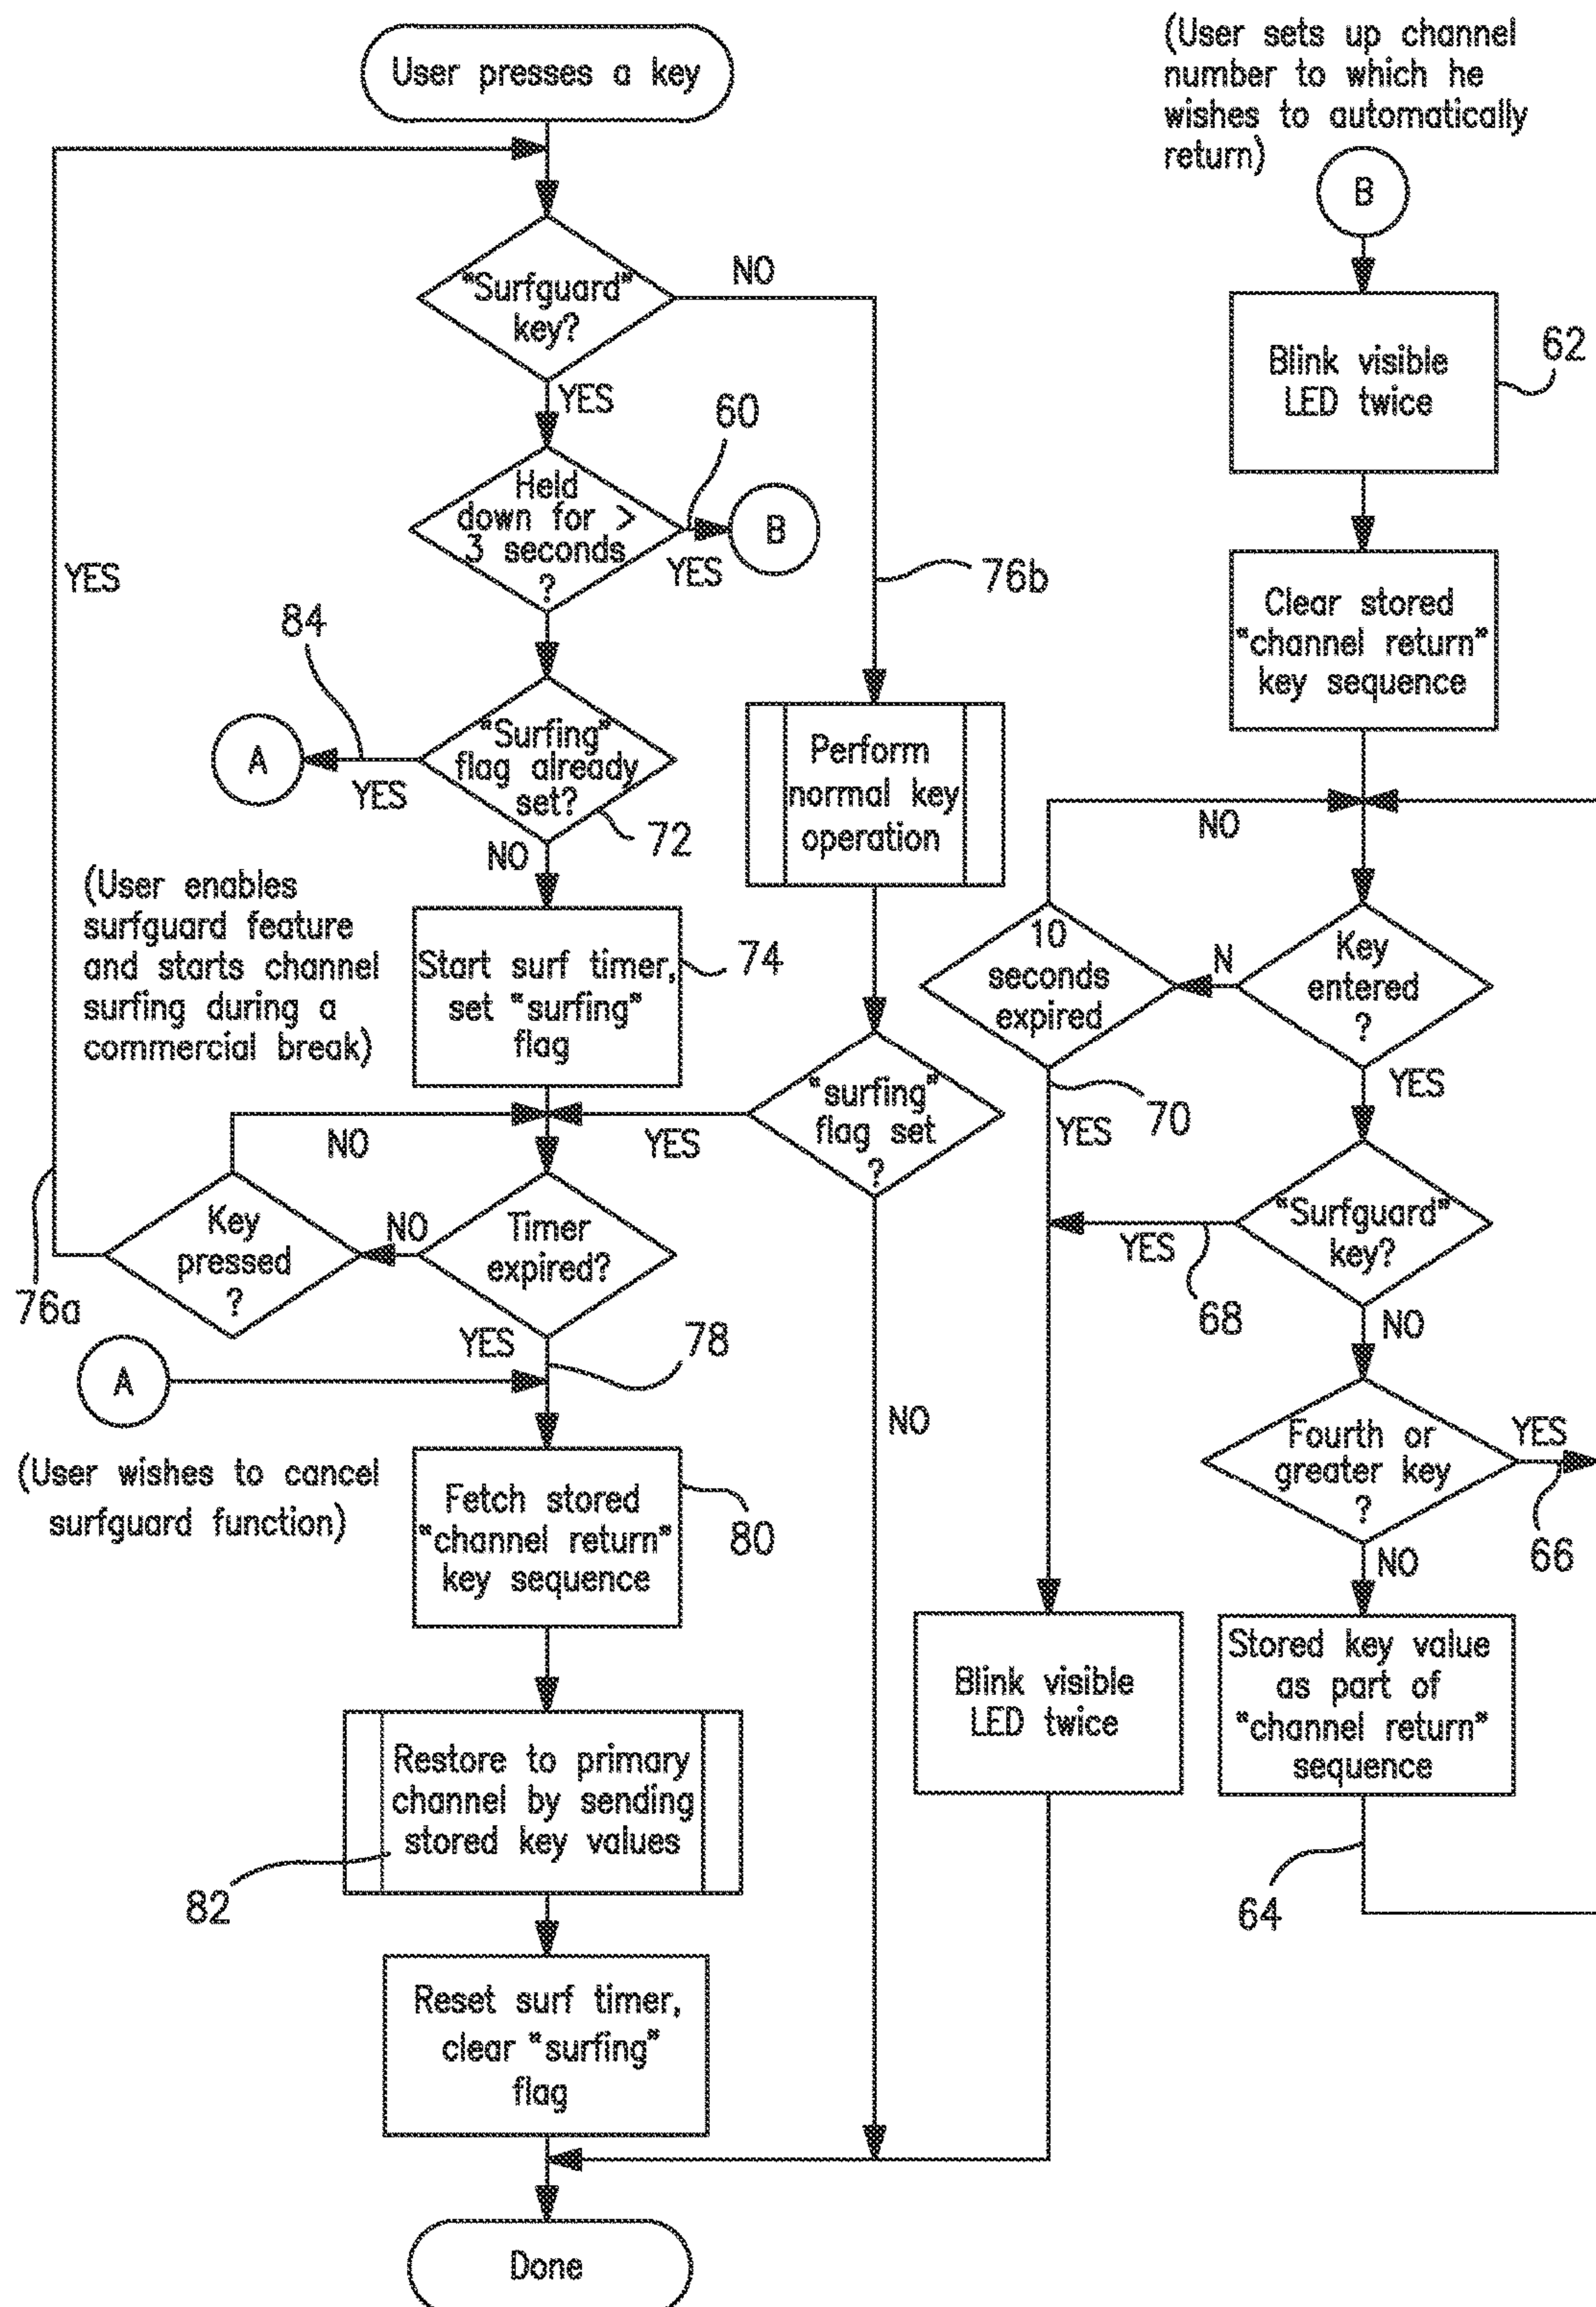 User presses a key
"Surfguard"
key?
NO
YES
Held
down for >
3 seconds
?
60
YES
B
YES
84
76b
"Surfing"
flag already
set?
A
YES
72
NO
Perform
normal key
operation
(User enables
surfguard feature
and starts channel
surfing during a
commercial break)
Start surf timer,
set "surfing"
flag
74
"surfing"
flag set
?
NO
YES
Key
pressed
?
NO
Timer
expired?
76a
YES
78
A
NO
(User wishes to cancel
surfguard function)
Fetch stored
"channel return"
key sequence
80
Restore to primary
channel by sending
stored key values
82
Reset surf timer,
clear "surfing"
flag
Done
(User sets up channel
number to which he
wishes to automatically
return)
B
Blink visible
LED twice
62
Clear stored
"channel return"
key sequence
NO
10
seconds
expired
N
Key
entered
?
YES
70
YES
"Surfguard"
key?
YES
68
NO
Fourth or
greater key
?
YES
66
NO
Blink visible
LED twice
Stored key value
as part of
"channel return"
sequence
64